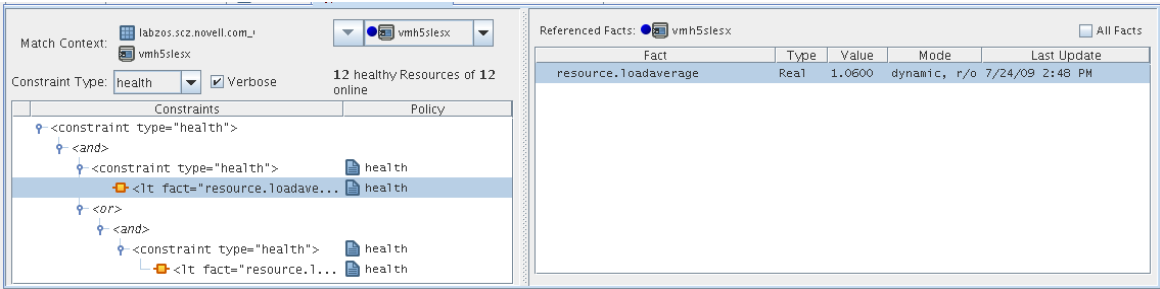 Match Context:
labzos.scz.novell.com_
vmh5slesx
vmh5slesx
Constraint Type: health Verbose
12 healthy Resources of 12
online
Constraints Policy
<constraint type="health">
<and>
<constraint type="health"> health
<lt fact="resource.loadave... health
<or>
<and>
<constraint type="health"> health
<lt fact="resource.l... health
Referenced Facts: vmh5slesx All Facts
Fact Type Value Mode Last Update
resource.loadaverage Real 1.0600 dynamic, r/o 7/24/09 2:48 PM